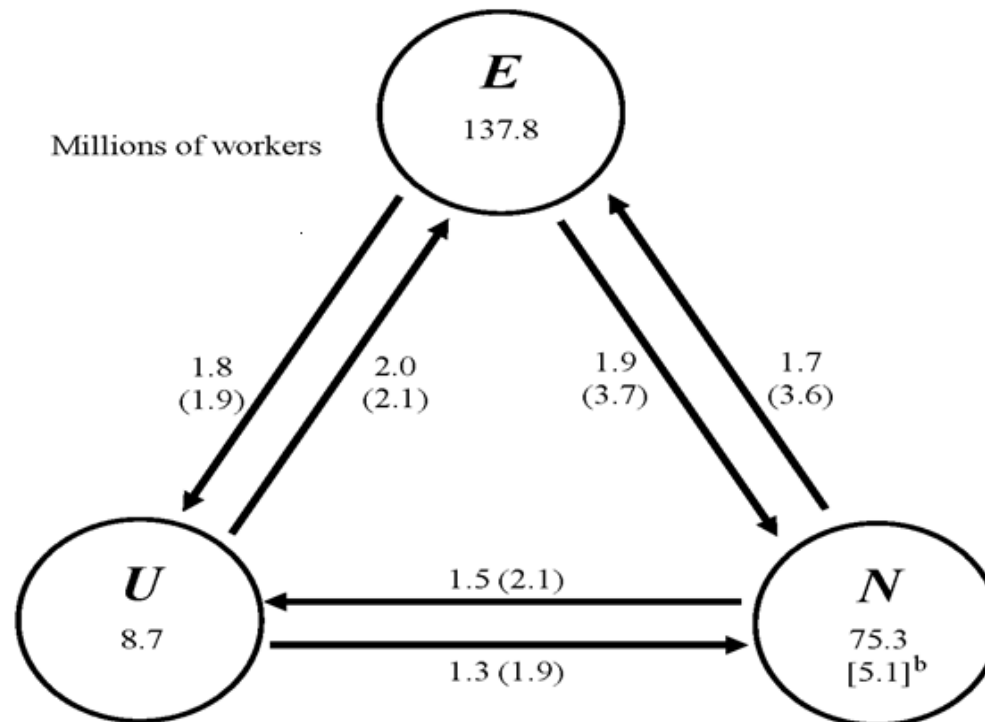 E
137.8
Millions of workers
1.8
(1.9)
2.0
(2.1)
1.9
(3.7)
1.7
(3.6)
U
8.7
1.5 (2.1)
1.3 (1.9)
N
75.3
[5.1]ᵇ